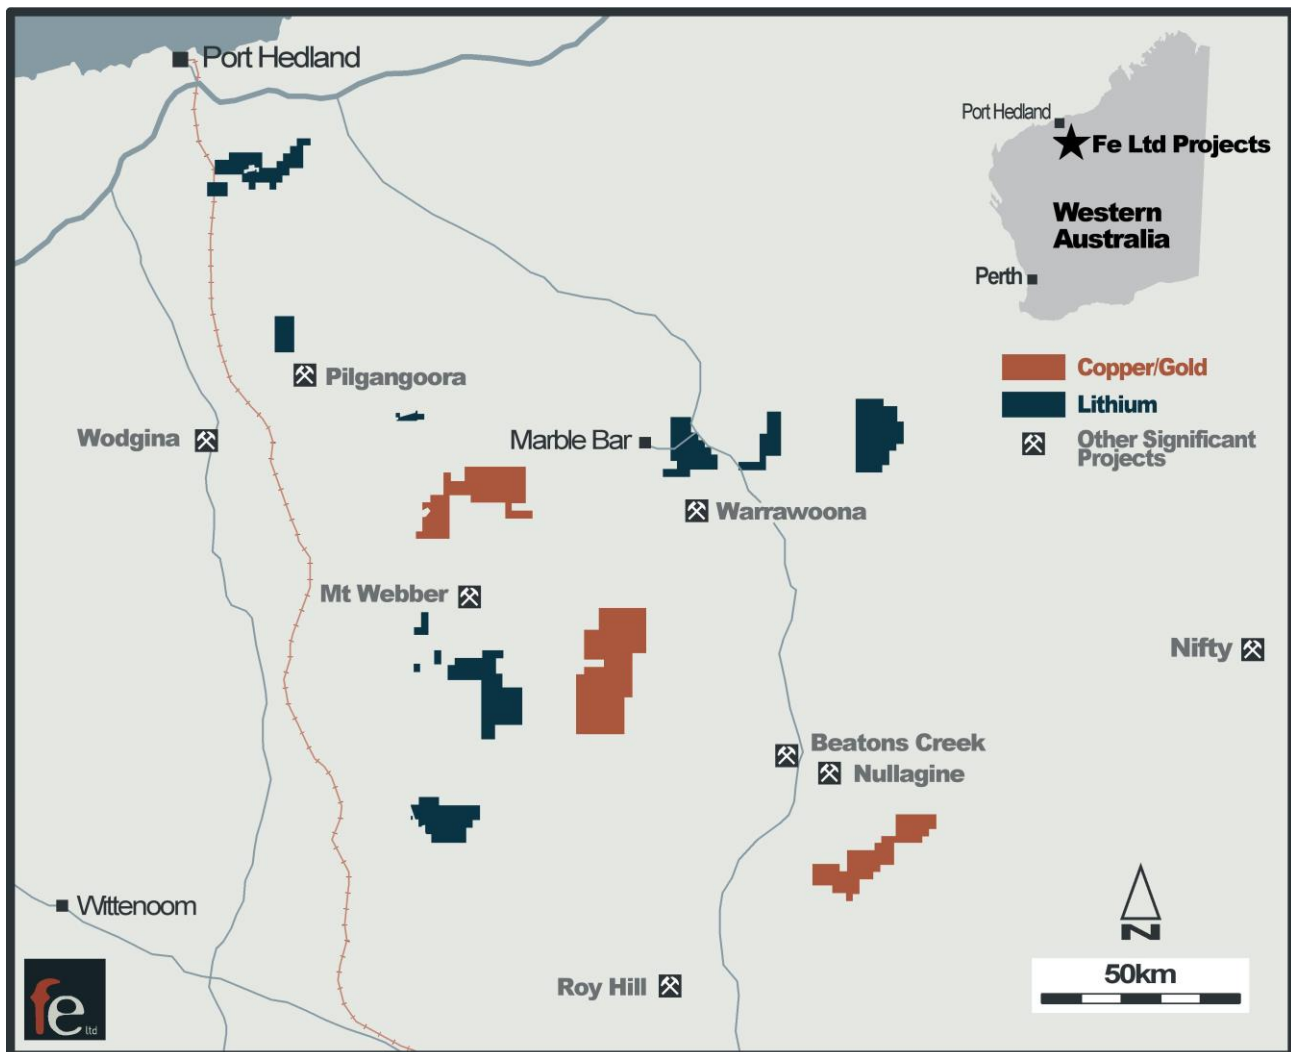 Port Hedland
Port Hedland
Fe Ltd Projects
Western
Australia
Perth
Copper/Gold
Lithium
Other Significant
Projects
Pilgangoora
Wodgina
Marble Bar
Warrawoona
Mt Webber
Nifty
Beatons Creek
Nullagine
Wittenoom
Roy Hill
N
50km
fe
ltd